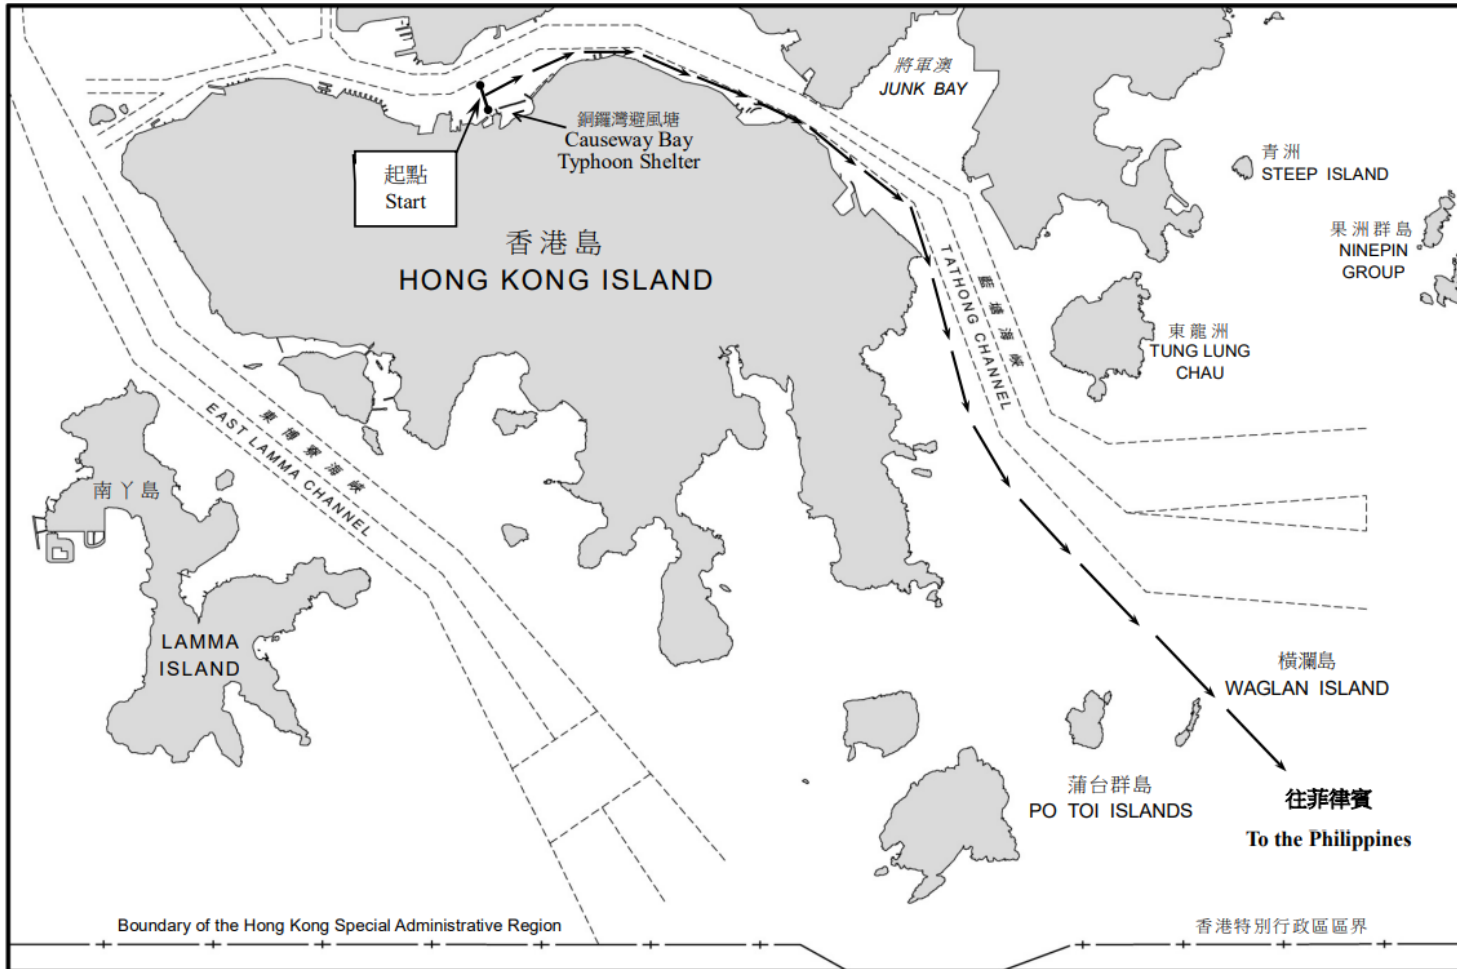 將軍澳
JUNK BAY
銅鑼灣避風塘
Causeway Bay
Typhoon Shelter
青洲
STEEP ISLAND
起點
Start
果洲群島
NINEPIN
GROUP
香港島
HONG KONG ISLAND
藍塘海峽
TATHONG CHANNEL
東龍洲
TUNG LUNG
CHAU
東博寮海峽
EAST LAMMA CHANNEL
南丫島
LAMMA
ISLAND
橫瀾島
WAGLAN ISLAND
蒲台群島
PO TOI ISLANDS
往菲律賓
To the Philippines
Boundary of the Hong Kong Special Administrative Region
香港特別行政區區界